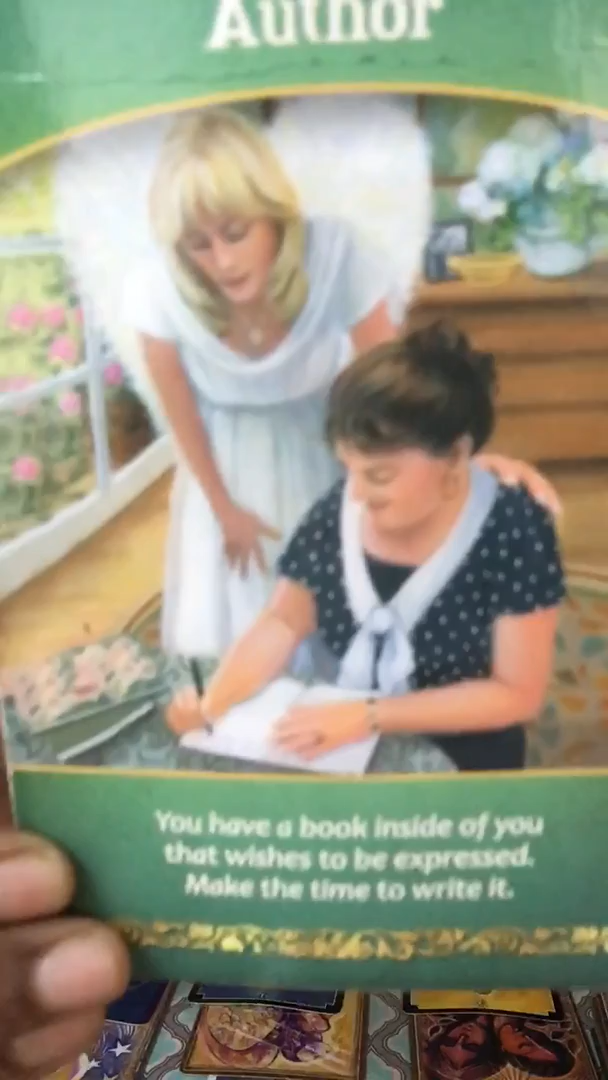 Author
You have a book inside of you
that wishes to be expressed.
Make the time to write it.